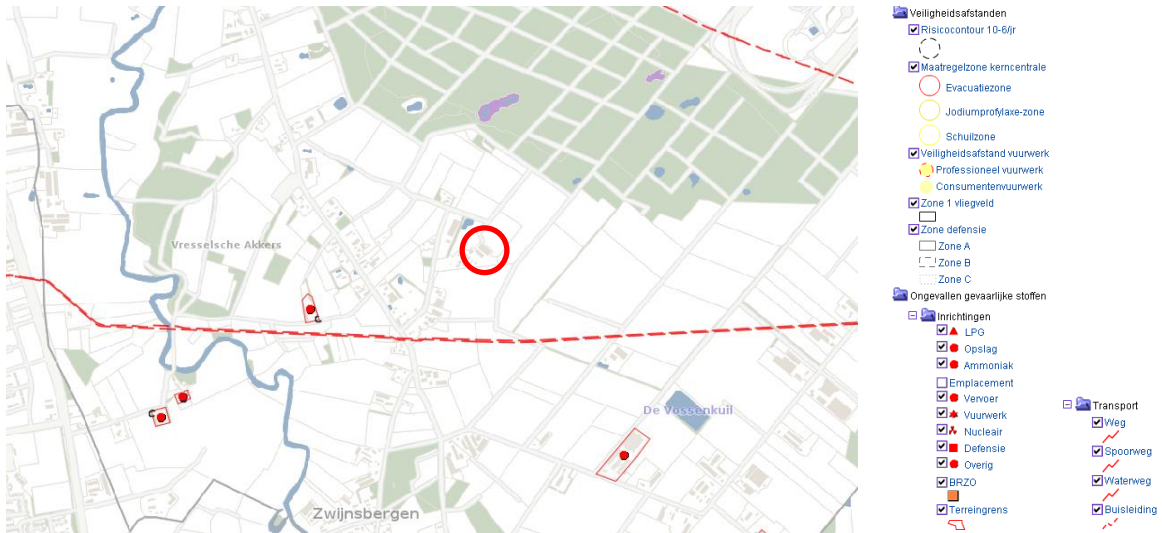 Vresselsche Akkers
De Vossenkuil
Zwijnsbergen
Veiligheidsafstanden
Risicocontour 10-6/jr
Maatregelzone kerncentrale
Evacuatiezone
Jodiumprofylaxe-zone
Schuilzone
Veiligheidsafstand vuurwerk
Professioneel vuurwerk
Consumentenvuurwerk
Zone 1 vliegveld
Zone defensie
Zone A
Zone B
Zone C
Ongevallen gevaarlijke stoffen
Inrichtingen
LPG
Opslag
Ammoniak
Emplacement
Vervoer
Vuurwerk
Nucleair
Defensie
Overig
BRZO
Terreingrens
Transport
Weg
Spoorweg
Waterweg
Buisleiding